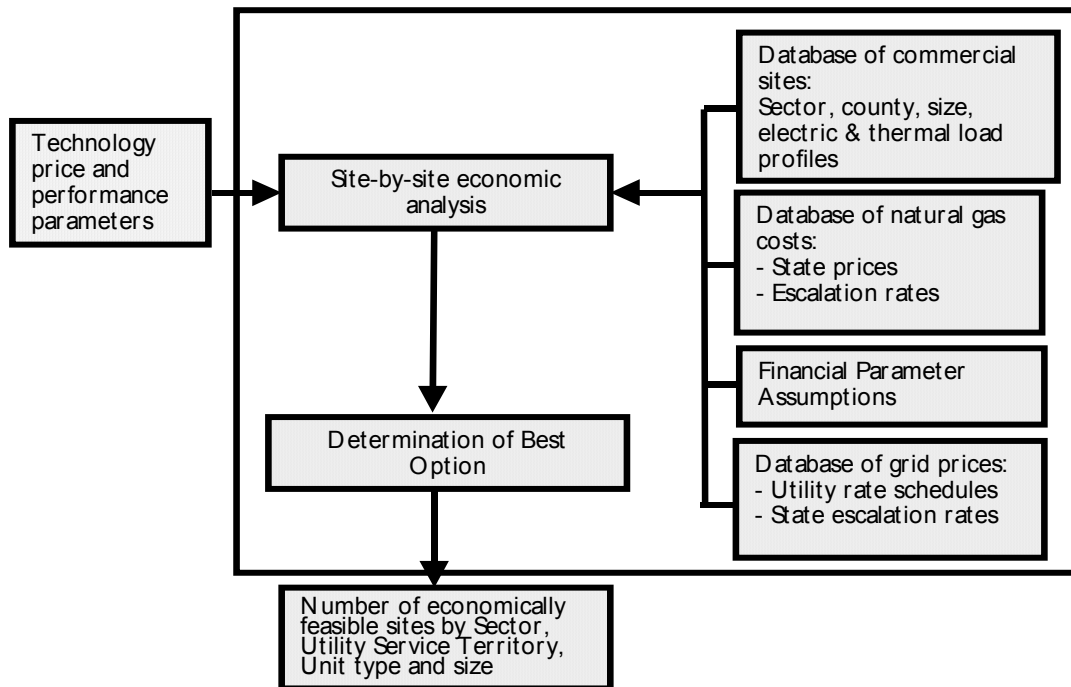 Technology
price and
performance
parameters
Site-by-site economic
analysis
Determination of Best
Option
Number of economically
feasible sites by Sector,
Utility Service Territory,
Unit type and size
Database of commercial
sites:
Sector, county, size,
electric & thermal load
profiles
Database of natural gas
costs:
- State prices
- Escalation rates
Financial Parameter
Assumptions
Database of grid prices:
- Utility rate schedules
- State escalation rates